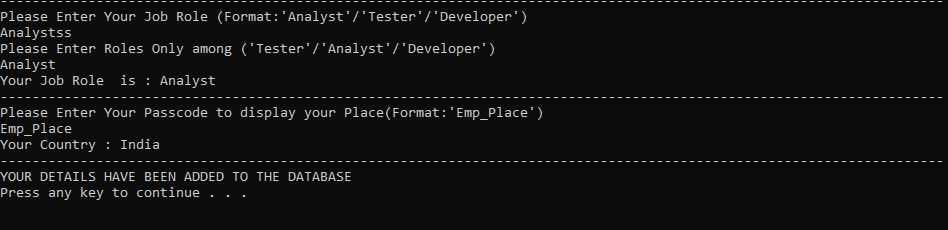 ----------------------------------------------------------------------------------------------------------------------
Please Enter Your Job Role (Format:'Analyst'/'Tester'/'Developer')
Analystss
Please Enter Roles Only among ('Tester'/'Analyst'/'Developer')
Analyst
Your Job Role  is : Analyst
----------------------------------------------------------------------------------------------------------------------
Please Enter Your Passcode to display your Place(Format:'Emp_Place')
Emp_Place
Your Country : India
----------------------------------------------------------------------------------------------------------------------
YOUR DETAILS HAVE BEEN ADDED TO THE DATABASE
Press any key to continue . . .